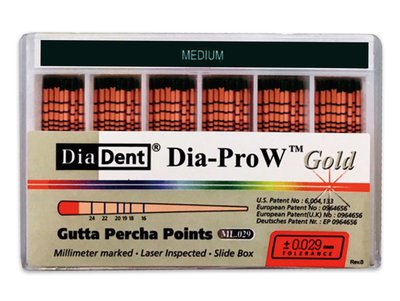 MEDIUM
DiaDent® Dia-ProW™ Gold
U.S. Patent No : 6,004,133
European Patent No : 0964656
European Patent(U.K) No : 0964656
Deutsches Patent Nr. : EP 0964656
24 22 20 19 18 16
Gutta Percha Points ML.029
± 0.029 mm
TOLERANCE
Millimeter marked · Laser Inspected · Slide Box
Rev.0